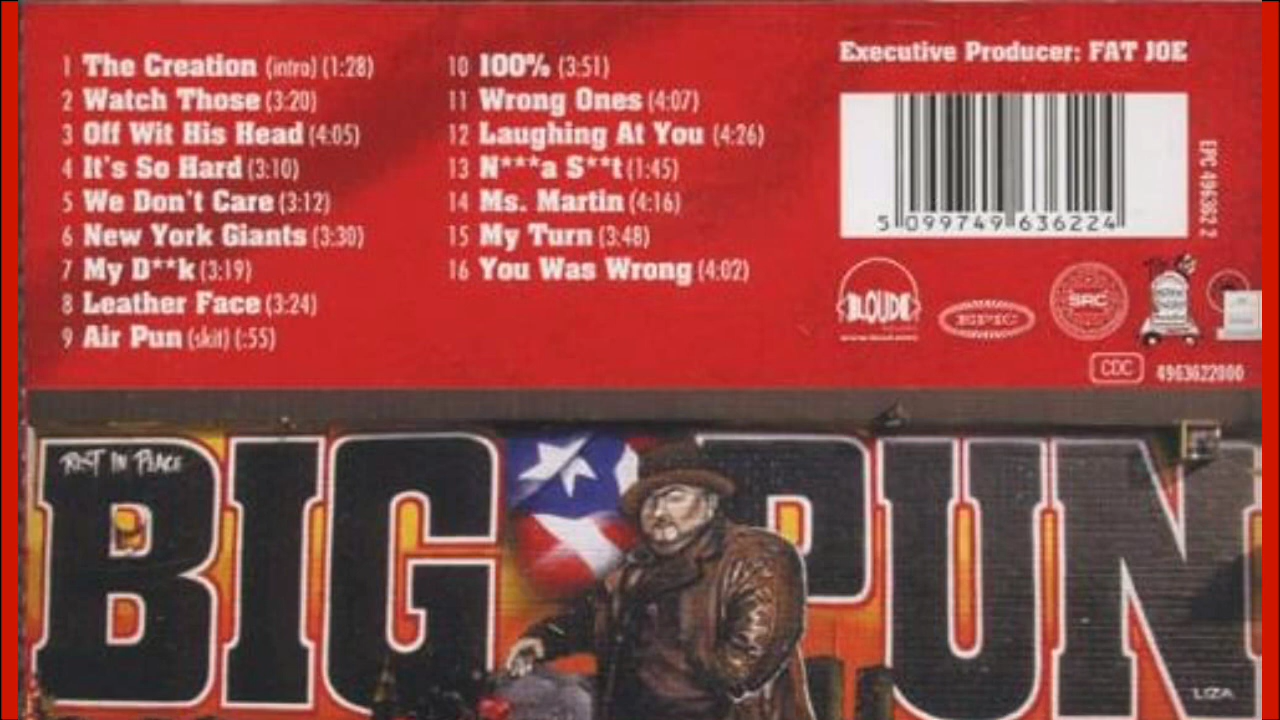 1 The Creation (intro) (1:28)
2 Watch Those (3:20)
3 Off Wit His Head (4:05)
4 It's So Hard (3:10)
5 We Don't Care (3:12)
6 New York Giants (3:30)
7 My D**k (3:19)
8 Leather Face (3:24)
9 Air Pun (skit) (:55)
10 100% (3:51)
11 Wrong Ones (4:07)
12 Laughing At You (4:26)
13 N***a S**t (1:45)
14 Ms. Martin (4:16)
15 My Turn (3:48)
16 You Was Wrong (4:02)
Executive Producer: FAT JOE
5 099749 636224
EPC 496362 2
LOUD
EPIC
SRC
CDC 4963622000
REST IN PEACE
BIG PUN
LIZA